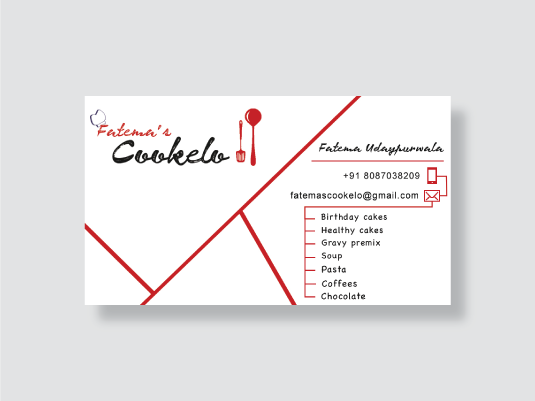 Fatema's
Cookelo
Fatema Udaypurwala
+91 8087038209
fatemascookelo@gmail.com
Birthday cakes
Healthy cakes
Gravy premix
Soup
Pasta
Coffees
Chocolate